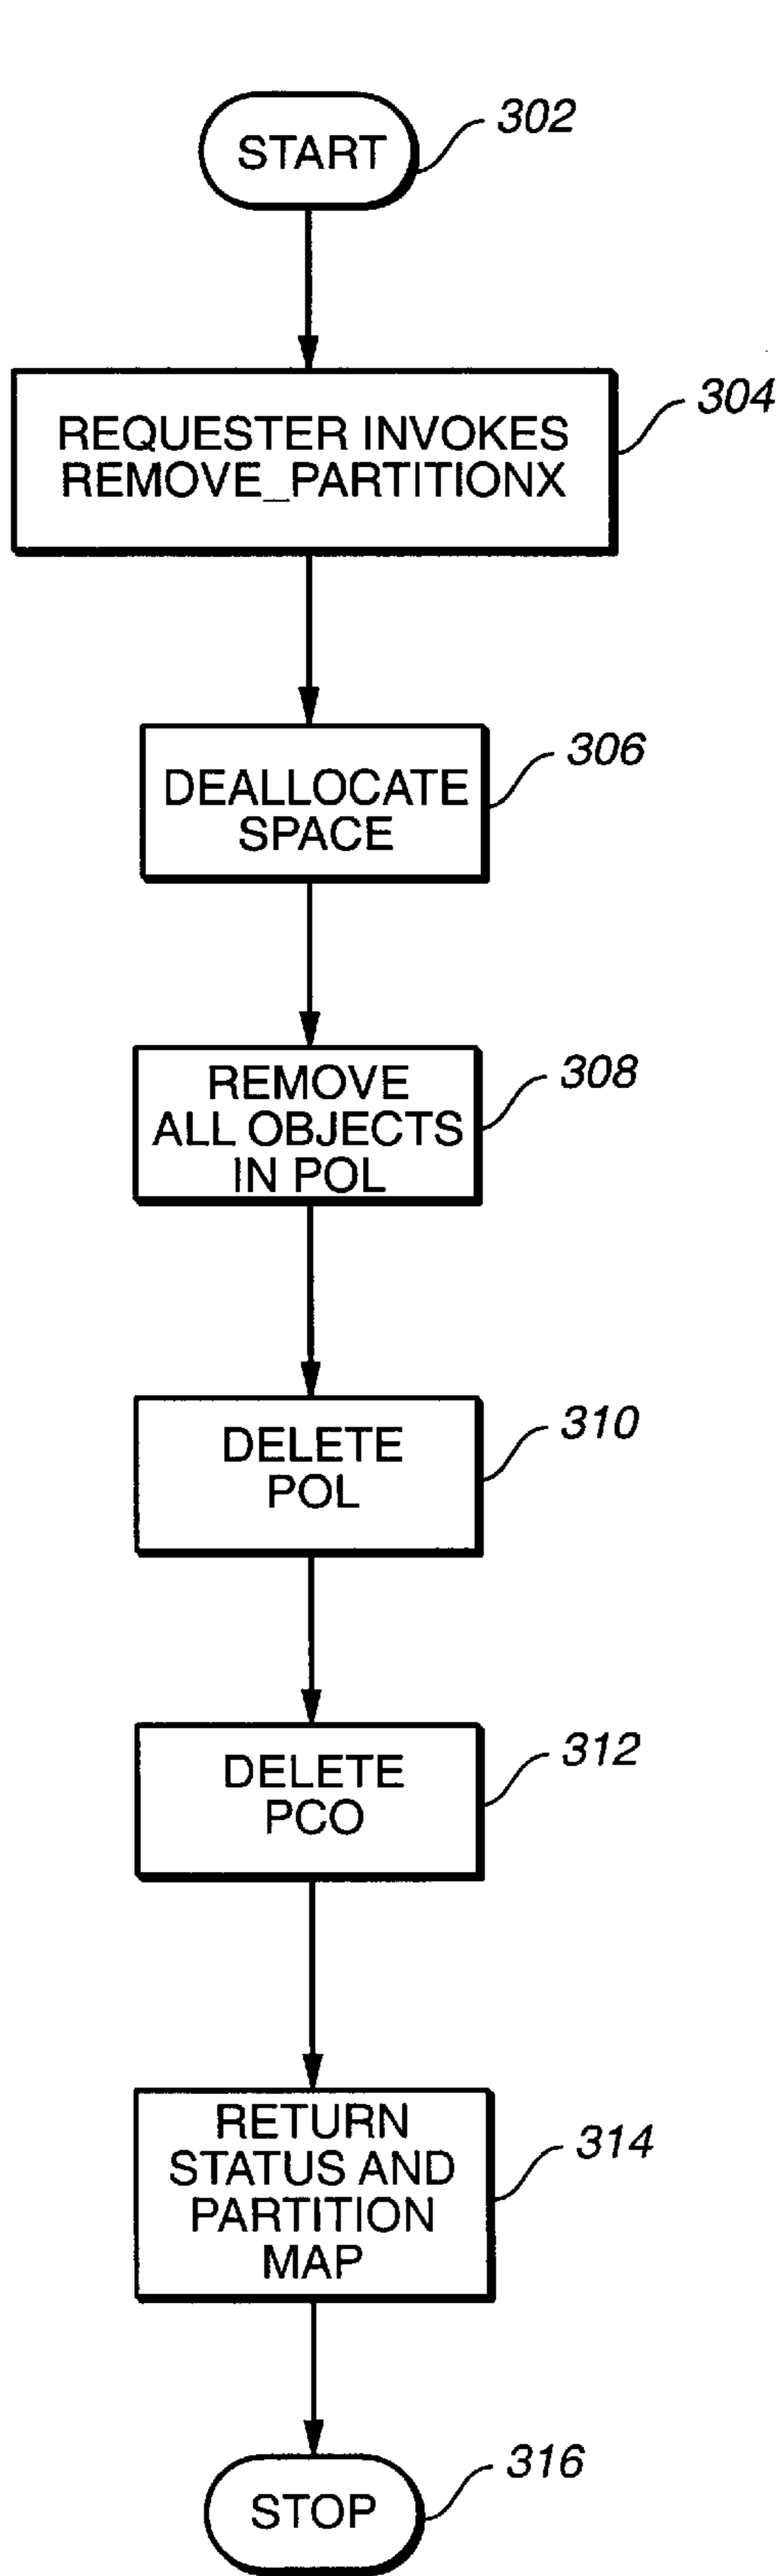 302
START
304
REQUESTER INVOKES
REMOVE_PARTITIONX
306
DEALLOCATE
SPACE
308
REMOVE
ALL OBJECTS
IN POL
310
DELETE
POL
312
DELETE
PCO
314
RETURN
STATUS AND
PARTITION
MAP
316
STOP